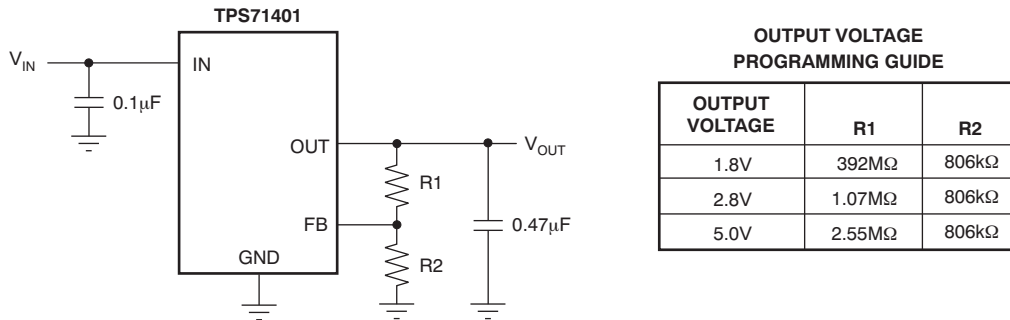 TPS71401
V_IN
IN
0.1μF
OUT
V_OUT
R1
FB
0.47μF
R2
GND
OUTPUT VOLTAGE
PROGRAMMING GUIDE
OUTPUT
VOLTAGE R1 R2
1.8V 392MΩ 806kΩ
2.8V 1.07MΩ 806kΩ
5.0V 2.55MΩ 806kΩ